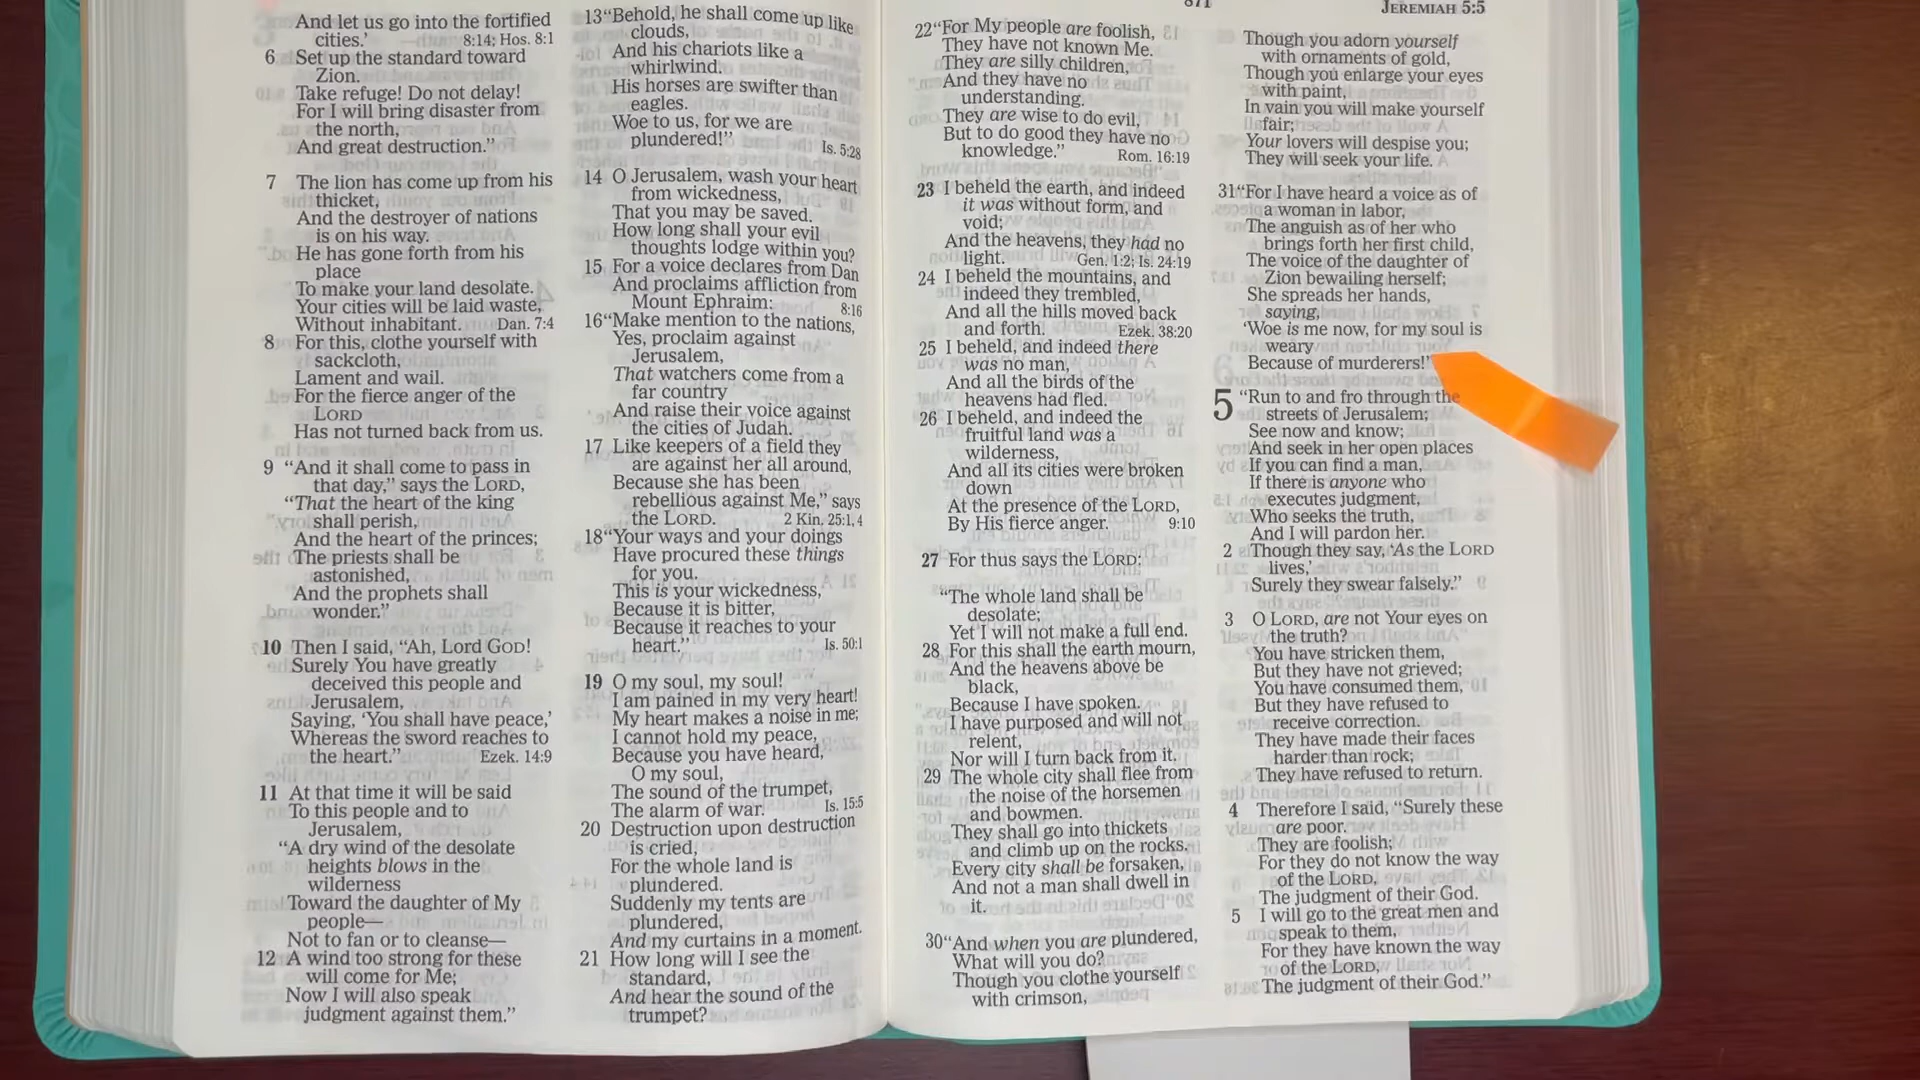 And let us go into the fortified
cities.’ 8:14; Hos. 8:1
6 Set up the standard toward
Zion.
Take refuge! Do not delay!
For I will bring disaster from
the north,
And great destruction.”
7 The lion has come up from his
thicket,
And the destroyer of nations
is on his way.
He has gone forth from his
place
To make your land desolate.
Your cities will be laid waste,
Without inhabitant. Dan. 7:4
8 For this, clothe yourself with
sackcloth,
Lament and wail.
For the fierce anger of the
LORD
Has not turned back from us.
9 “And it shall come to pass in
that day,” says the LORD,
“That the heart of the king
shall perish,
And the heart of the princes;
The priests shall be
astonished,
And the prophets shall
wonder.”
10 Then I said, “Ah, Lord GOD!
Surely You have greatly
deceived this people and
Jerusalem,
Saying, ‘You shall have peace,’
Whereas the sword reaches to
the heart.” Ezek. 14:9
11 At that time it will be said
To this people and to
Jerusalem,
“A dry wind of the desolate
heights blows in the
wilderness
Toward the daughter of My
people—
Not to fan or to cleanse—
12 A wind too strong for these
will come for Me;
Now I will also speak
judgment against them.”
13 “Behold, he shall come up like
clouds,
And his chariots like a
whirlwind.
His horses are swifter than
eagles.
Woe to us, for we are
plundered!” Is. 5:28
14 O Jerusalem, wash your heart
from wickedness,
That you may be saved.
How long shall your evil
thoughts lodge within you?
15 For a voice declares from Dan
And proclaims affliction from
Mount Ephraim: 8:16
16 “Make mention to the nations,
Yes, proclaim against
Jerusalem,
That watchers come from a
far country
And raise their voice against
the cities of Judah.
17 Like keepers of a field they
are against her all around,
Because she has been
rebellious against Me,” says
the LORD. 2 Kin. 25:1, 4
18 “Your ways and your doings
Have procured these things
for you.
This is your wickedness,
Because it is bitter,
Because it reaches to your
heart.” Is. 50:1
19 O my soul, my soul!
I am pained in my very heart!
My heart makes a noise in me;
I cannot hold my peace,
Because you have heard,
O my soul,
The sound of the trumpet,
The alarm of war. Is. 15:5
20 Destruction upon destruction
is cried,
For the whole land is
plundered.
Suddenly my tents are
plundered,
And my curtains in a moment.
21 How long will I see the
standard,
And hear the sound of the
trumpet?
871 JEREMIAH 5:5
22 “For My people are foolish,
They have not known Me.
They are silly children,
And they have no
understanding.
They are wise to do evil,
But to do good they have no
knowledge.” Rom. 16:19
23 I beheld the earth, and indeed
it was without form, and
void;
And the heavens, they had no
light. Gen. 1:2; Is. 24:19
24 I beheld the mountains, and
indeed they trembled,
And all the hills moved back
and forth. Ezek. 38:20
25 I beheld, and indeed there
was no man,
And all the birds of the
heavens had fled.
26 I beheld, and indeed the
fruitful land was a
wilderness,
And all its cities were broken
down
At the presence of the LORD,
By His fierce anger. 9:10
27 For thus says the LORD:
“The whole land shall be
desolate;
Yet I will not make a full end.
28 For this shall the earth mourn,
And the heavens above be
black,
Because I have spoken.
I have purposed and will not
relent,
Nor will I turn back from it.
29 The whole city shall flee from
the noise of the horsemen
and bowmen.
They shall go into thickets
and climb up on the rocks.
Every city shall be forsaken,
And not a man shall dwell in
it.
30 “And when you are plundered,
What will you do?
Though you clothe yourself
with crimson,
Though you adorn yourself
with ornaments of gold,
Though you enlarge your eyes
with paint,
In vain you will make yourself
fair;
Your lovers will despise you;
They will seek your life.
31 “For I have heard a voice as of
a woman in labor,
The anguish as of her who
brings forth her first child,
The voice of the daughter of
Zion bewailing herself;
She spreads her hands,
saying,
‘Woe is me now, for my soul is
weary
Because of murderers!’
5 “Run to and fro through the
streets of Jerusalem;
See now and know;
And seek in her open places
If you can find a man,
If there is anyone who
executes judgment,
Who seeks the truth,
And I will pardon her.
2 Though they say, ‘As the LORD
lives,’
Surely they swear falsely.”
3 O LORD, are not Your eyes on
the truth?
You have stricken them,
But they have not grieved;
You have consumed them,
But they have refused to
receive correction.
They have made their faces
harder than rock;
They have refused to return.
4 Therefore I said, “Surely these
are poor.
They are foolish;
For they do not know the way
of the LORD,
The judgment of their God.
5 I will go to the great men and
speak to them,
For they have known the way
of the LORD,
The judgment of their God.”